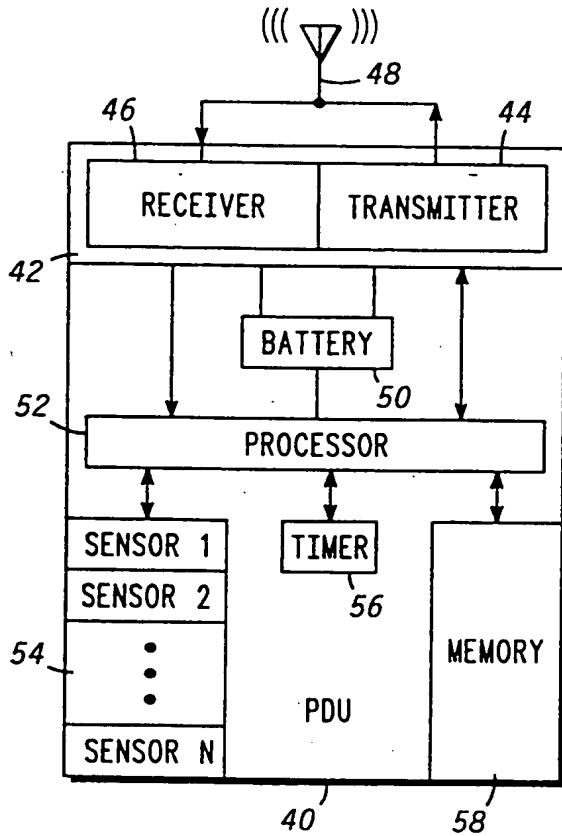 48
46
44
RECEIVER
TRANSMITTER
42
BATTERY
50
52
PROCESSOR
SENSOR 1
TIMER
SENSOR 2
56
54
MEMORY
PDU
SENSOR N
40
58